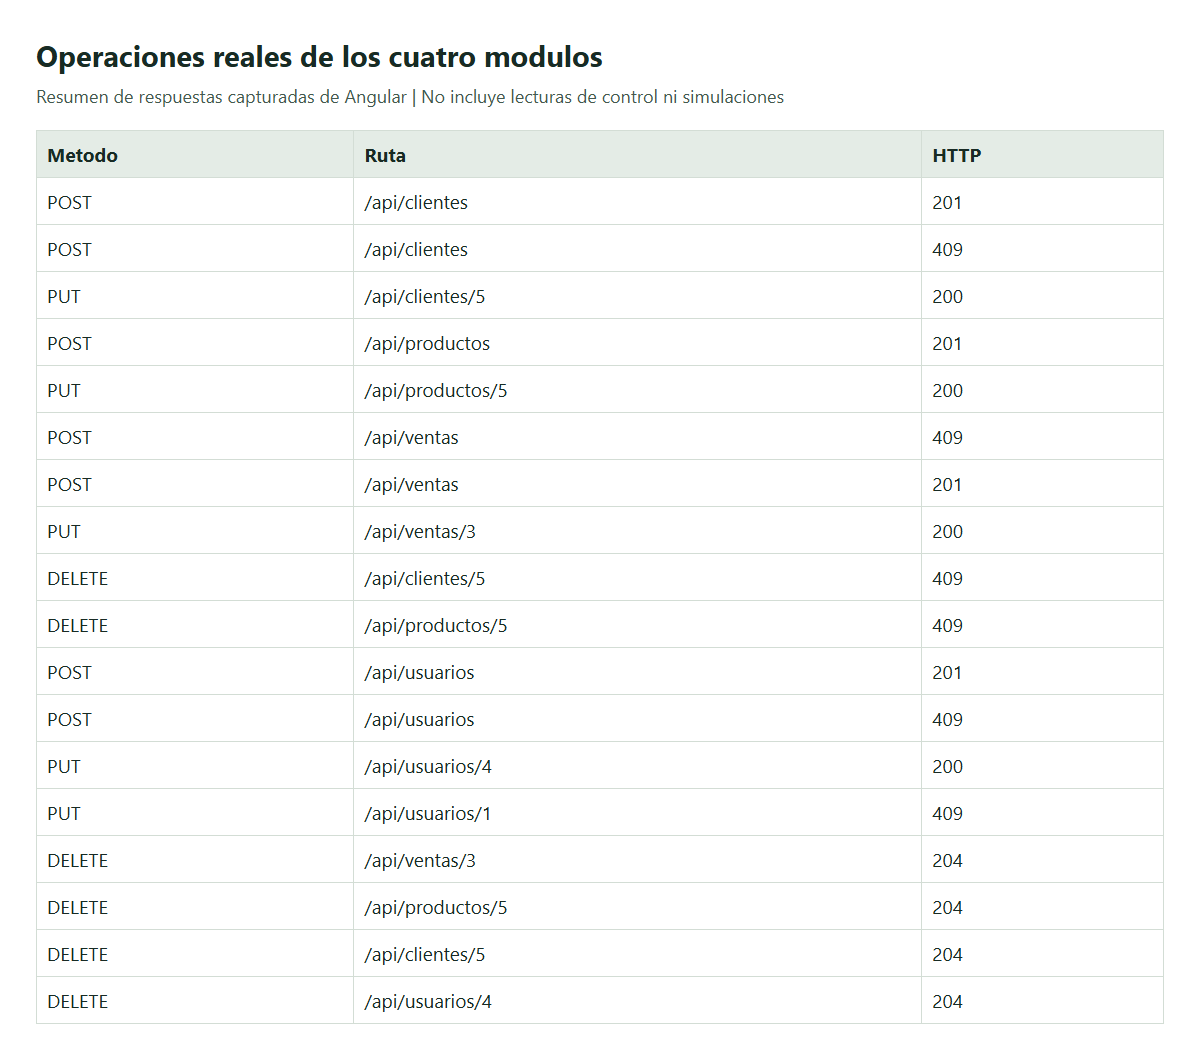 Operaciones reales de los cuatro modulos
Resumen de respuestas capturadas de Angular | No incluye lecturas de control ni simulaciones
Metodo Ruta HTTP
POST /api/clientes 201
POST /api/clientes 409
PUT /api/clientes/5 200
POST /api/productos 201
PUT /api/productos/5 200
POST /api/ventas 409
POST /api/ventas 201
PUT /api/ventas/3 200
DELETE /api/clientes/5 409
DELETE /api/productos/5 409
POST /api/usuarios 201
POST /api/usuarios 409
PUT /api/usuarios/4 200
PUT /api/usuarios/1 409
DELETE /api/ventas/3 204
DELETE /api/productos/5 204
DELETE /api/clientes/5 204
DELETE /api/usuarios/4 204